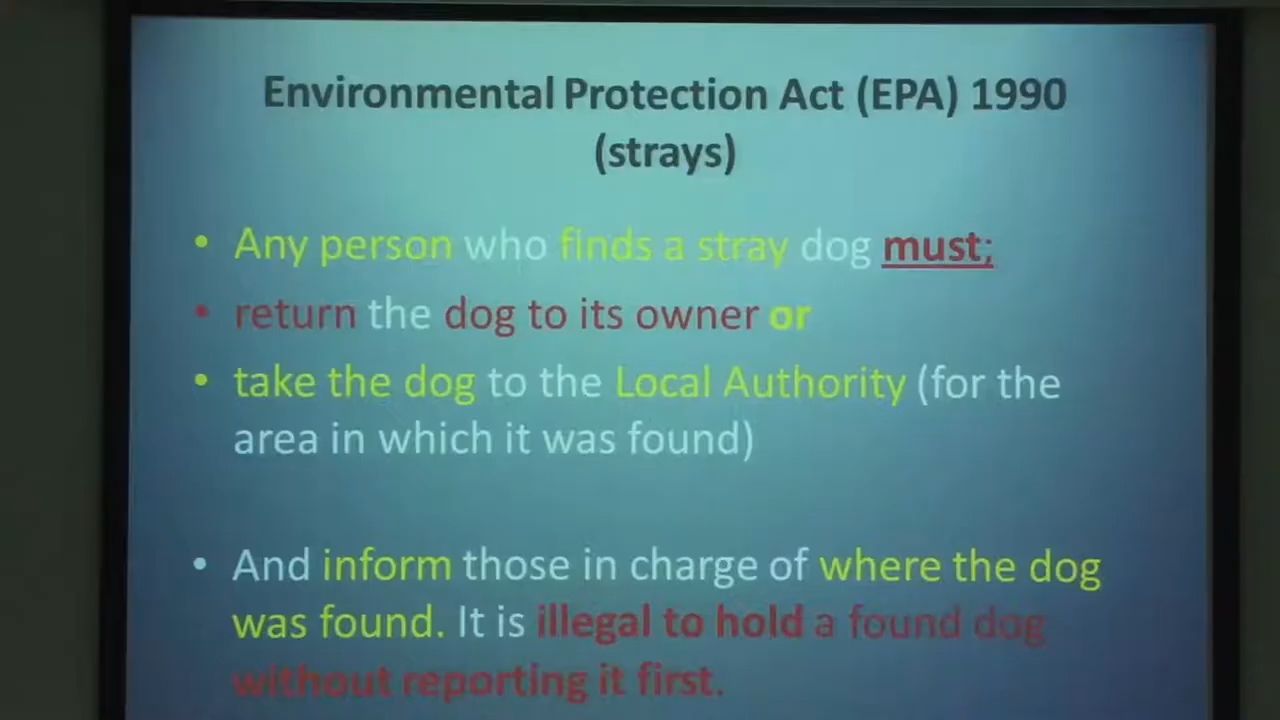 Environmental Protection Act (EPA) 1990
(strays)
• Any person who finds a stray dog must;
• return the dog to its owner or
• take the dog to the Local Authority (for the
area in which it was found)
• And inform those in charge of where the dog
was found. It is illegal to hold a found dog
without reporting it first.